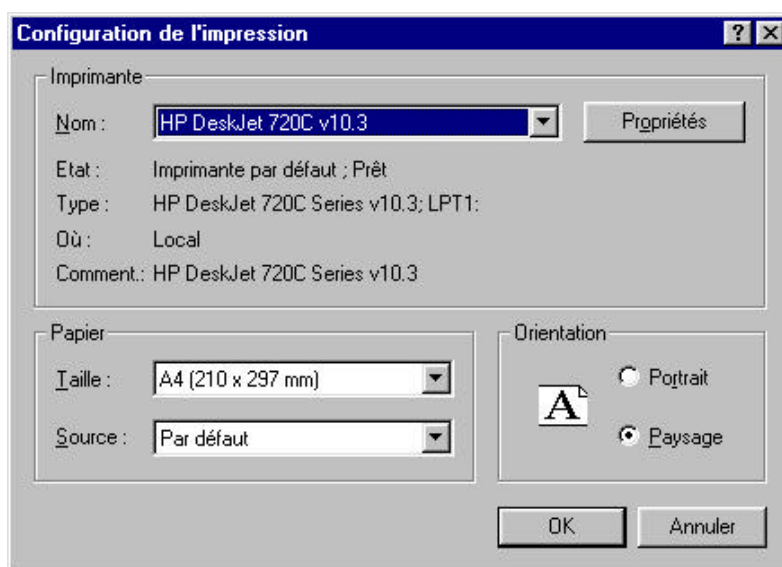 Configuration de l'impression
Imprimante
Nom : HP DeskJet 720C v10.3 Propriétés
Etat : Imprimante par défaut ; Prêt
Type : HP DeskJet 720C Series v10.3; LPT1:
Où : Local
Comment.: HP DeskJet 720C Series v10.3
Papier
Taille : A4 (210 x 297 mm)
Source : Par défaut
Orientation
A
Portrait
Paysage
OK Annuler